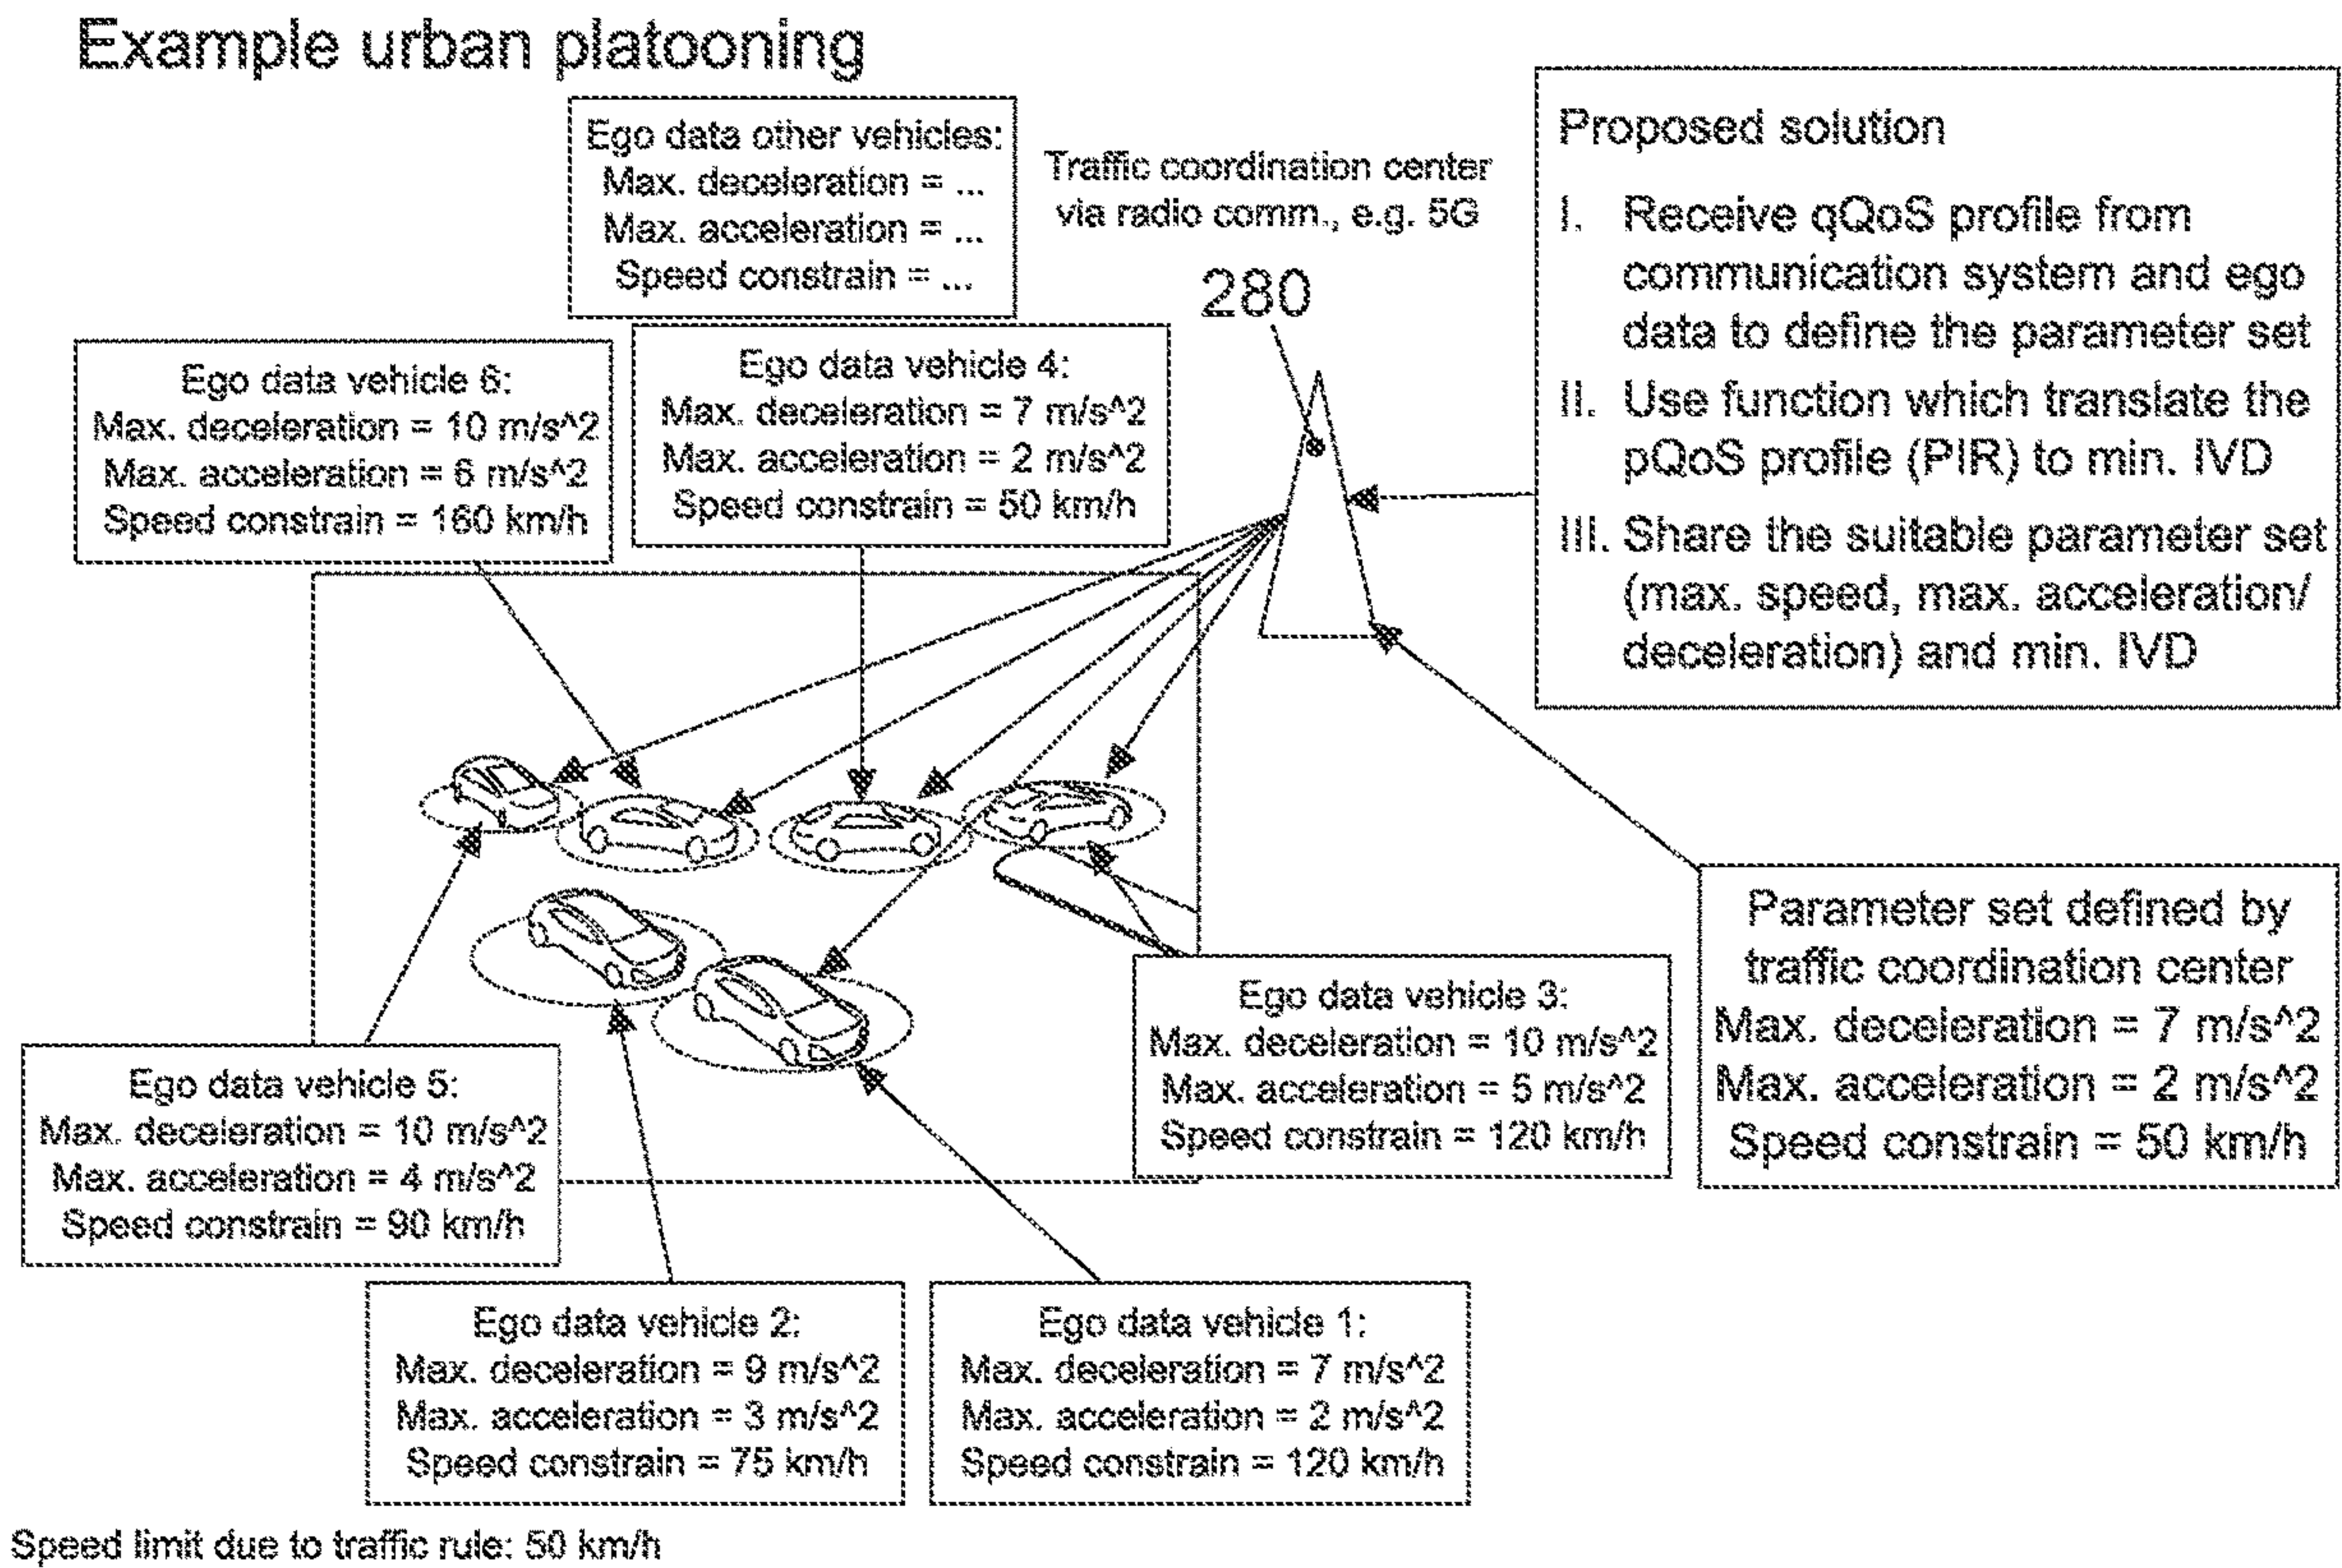 Example urban platooning
Ego data other vehicles:
Max. deceleration = ...
Max. acceleration = ...
Speed constrain = ...
Traffic coordination center
via radio comm., e.g. 5G
280
Proposed solution
I. Receive qQoS profile from
communication system and ego
data to define the parameter set
II. Use function which translate the
pQoS profile (PIR) to min. IVD
III. Share the suitable parameter set
(max. speed, max. acceleration/
deceleration) and min. IVD
Ego data vehicle 6:
Max. deceleration = 10 m/s^2
Max. acceleration = 6 m/s^2
Speed constrain = 160 km/h
Ego data vehicle 4:
Max. deceleration = 7 m/s^2
Max. acceleration = 2 m/s^2
Speed constrain = 50 km/h
Parameter set defined by
traffic coordination center
Max. deceleration = 7 m/s^2
Max. acceleration = 2 m/s^2
Speed constrain = 50 km/h
Ego data vehicle 3:
Max. deceleration = 10 m/s^2
Max. acceleration = 5 m/s^2
Speed constrain = 120 km/h
Ego data vehicle 5:
Max. deceleration = 10 m/s^2
Max. acceleration = 4 m/s^2
Speed constrain = 90 km/h
Ego data vehicle 2:
Max. deceleration = 9 m/s^2
Max. acceleration = 3 m/s^2
Speed constrain = 75 km/h
Ego data vehicle 1:
Max. deceleration = 7 m/s^2
Max. acceleration = 2 m/s^2
Speed constrain = 120 km/h
Speed limit due to traffic rule: 50 km/h